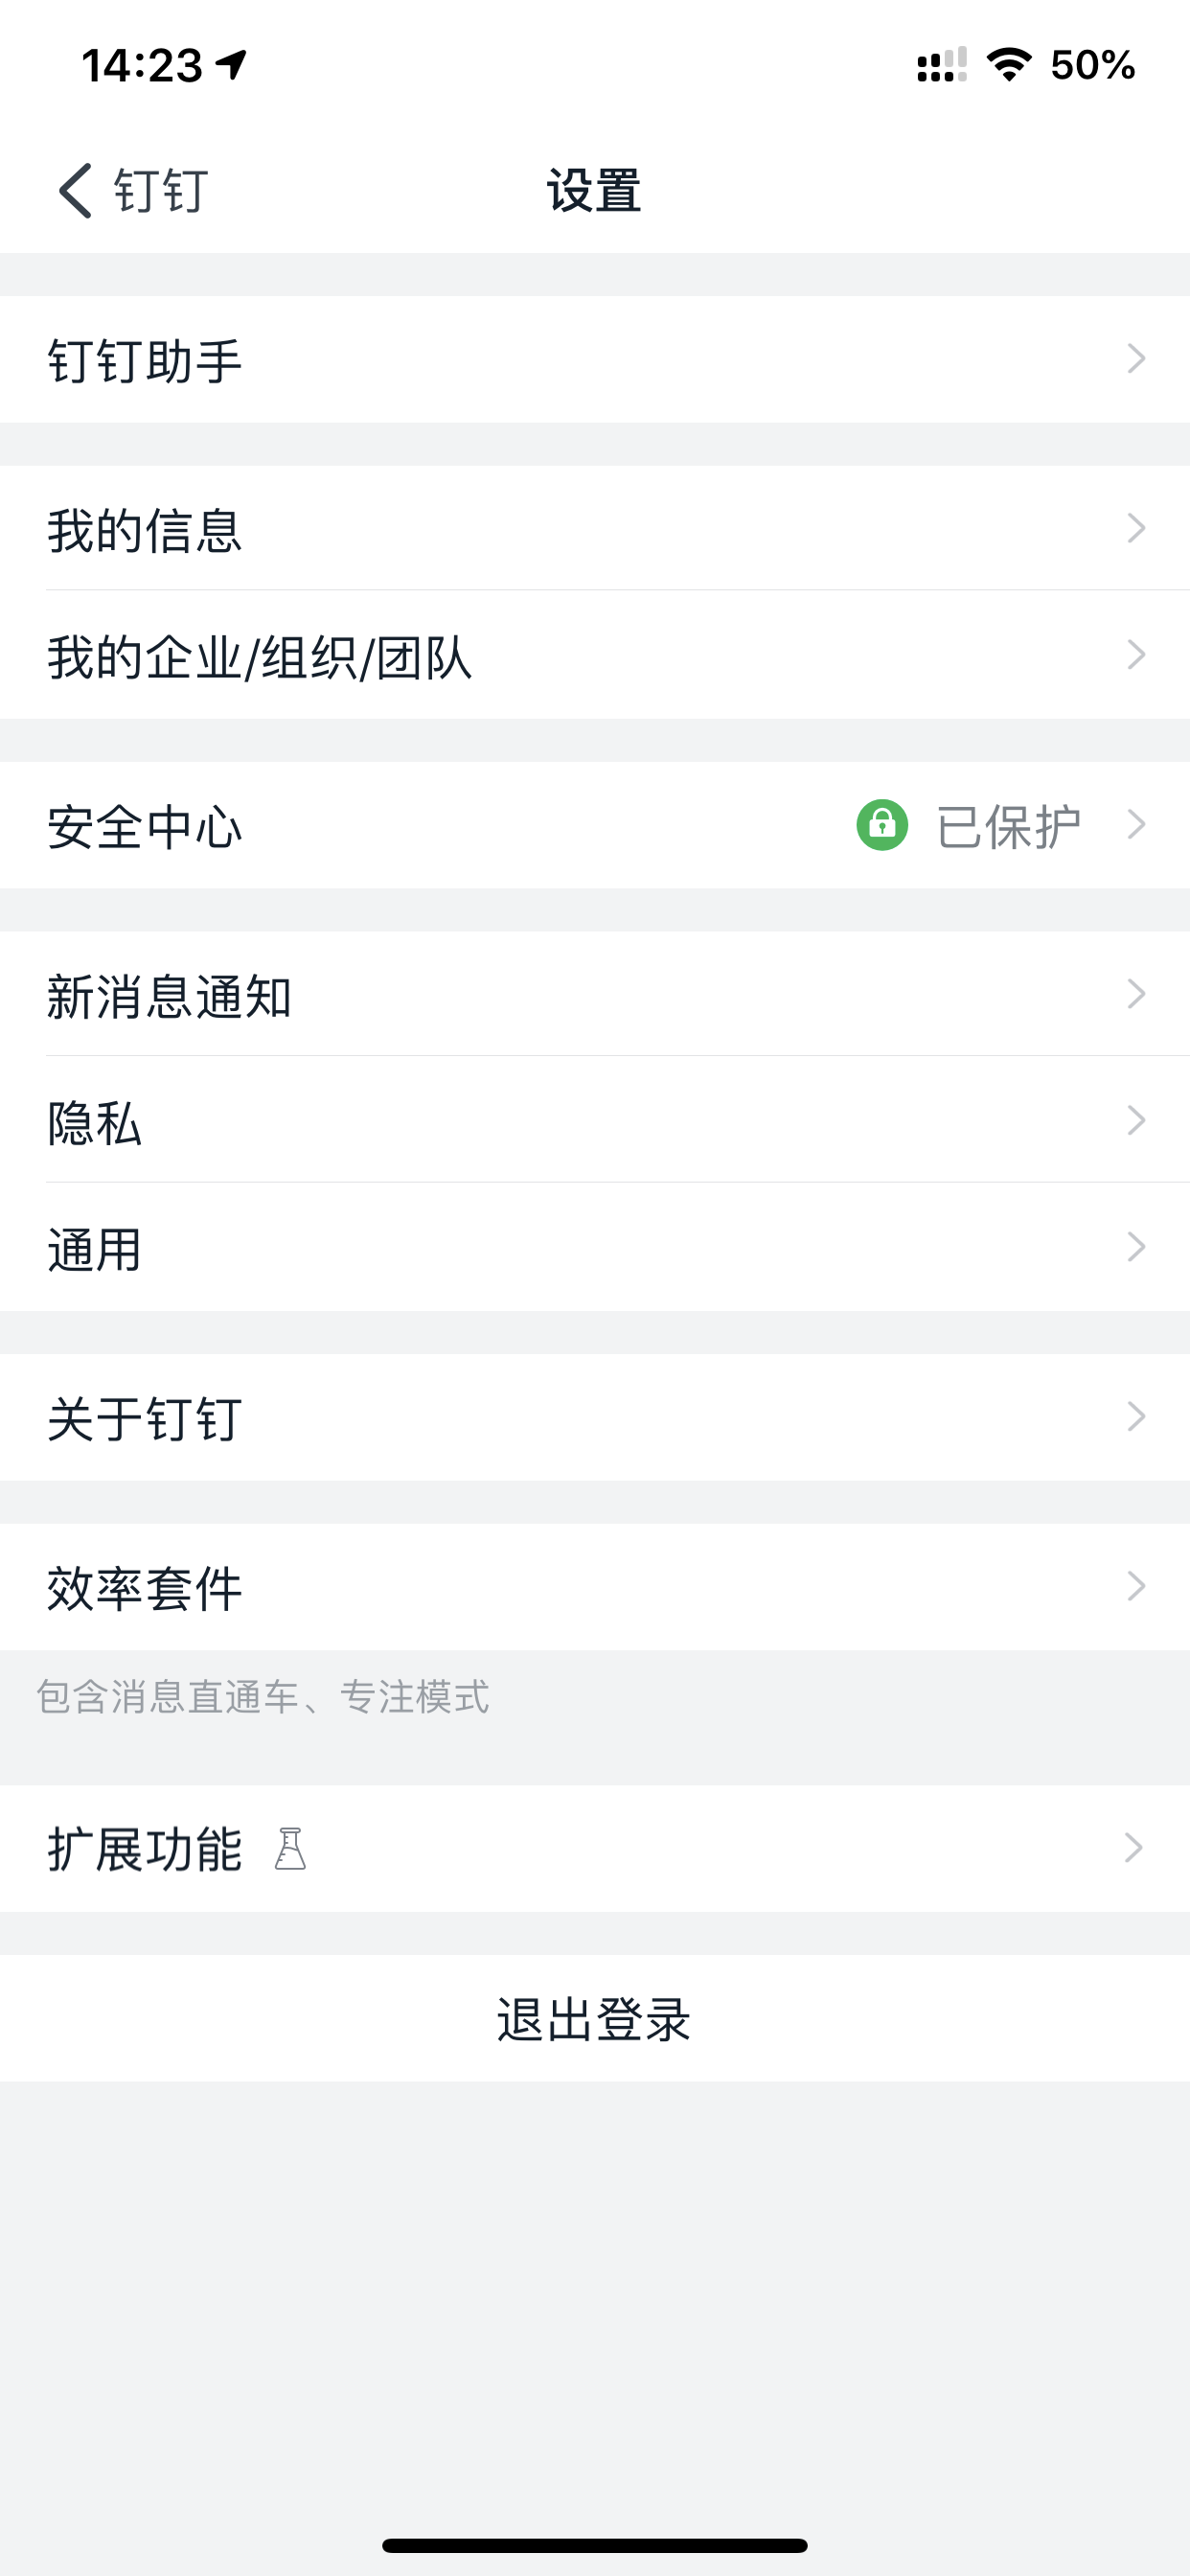 14:23 50%
钉钉 设置
钉钉助手
我的信息
我的企业/组织/团队
安全中心 已保护
新消息通知
隐私
通用
关于钉钉
效率套件
包含消息直通车、专注模式
扩展功能
退出登录